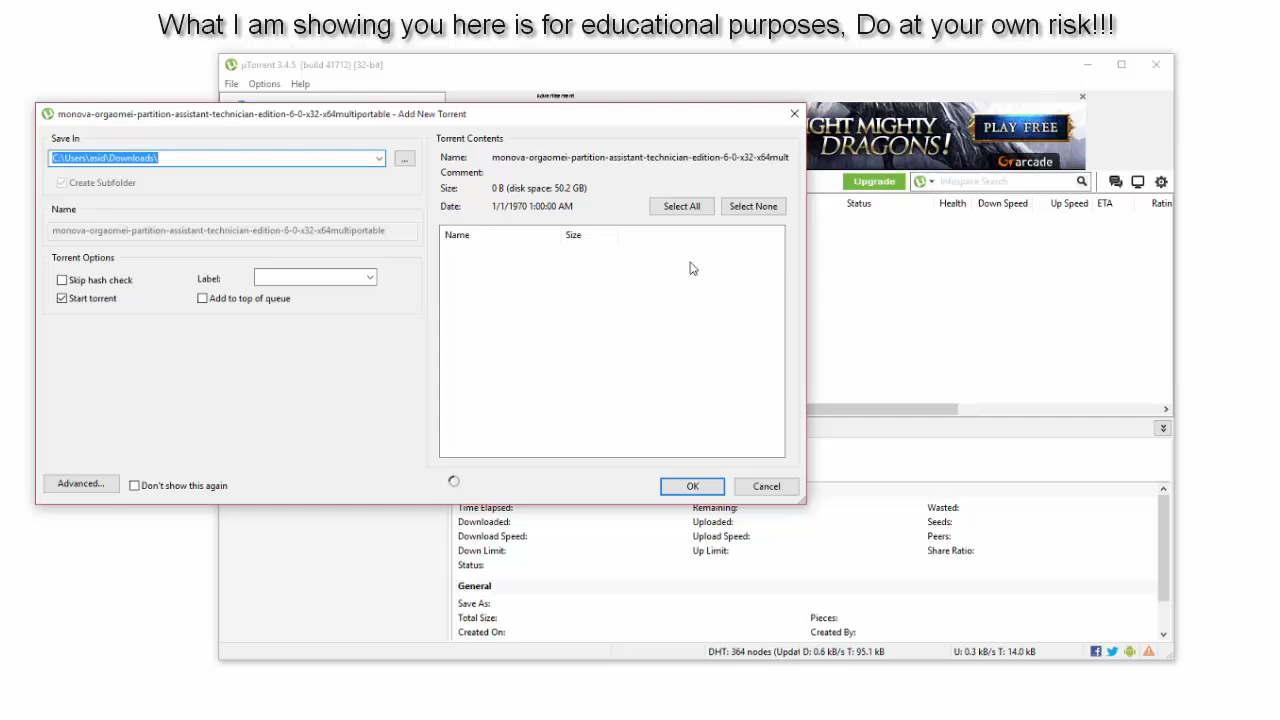 What I am showing you here is for educational purposes, Do at your own risk!!!
µTorrent 3.4.5 (build 41712) [32-bit]
File Options Help
Advertisement
monova-orgaomei-partition-assistant-technician-edition-6-0-x32-x64multiportable - Add New Torrent
Save In
C:\Users\asid\Downloads\
...
Create Subfolder
Name
monova-orgaomei-partition-assistant-technician-edition-6-0-x32-x64multiportable
Torrent Options
Skip hash check
Label:
Start torrent
Add to top of queue
Advanced...
Don't show this again
Torrent Contents
Name: monova-orgaomei-partition-assistant-technician-edition-6-0-x32-x64mult
Comment:
Size: 0 B (disk space: 50.2 GB)
Date: 1/1/1970 1:00:00 AM
Select All
Select None
Name Size
OK
Cancel
GHT MIGHTY
DRAGONS!
PLAY FREE
Garcade
Upgrade
Infospace Search
Status Health Down Speed Up Speed ETA Ratin
Time Elapsed: Remaining: Wasted:
Downloaded: Uploaded: Seeds:
Download Speed: Upload Speed: Peers:
Down Limit: Up Limit: Share Ratio:
Status:
General
Save As:
Total Size: Pieces:
Created On: Created By:
DHT: 364 nodes (Updat D: 0.6 kB/s T: 95.1 kB U: 0.3 kB/s T: 14.0 kB